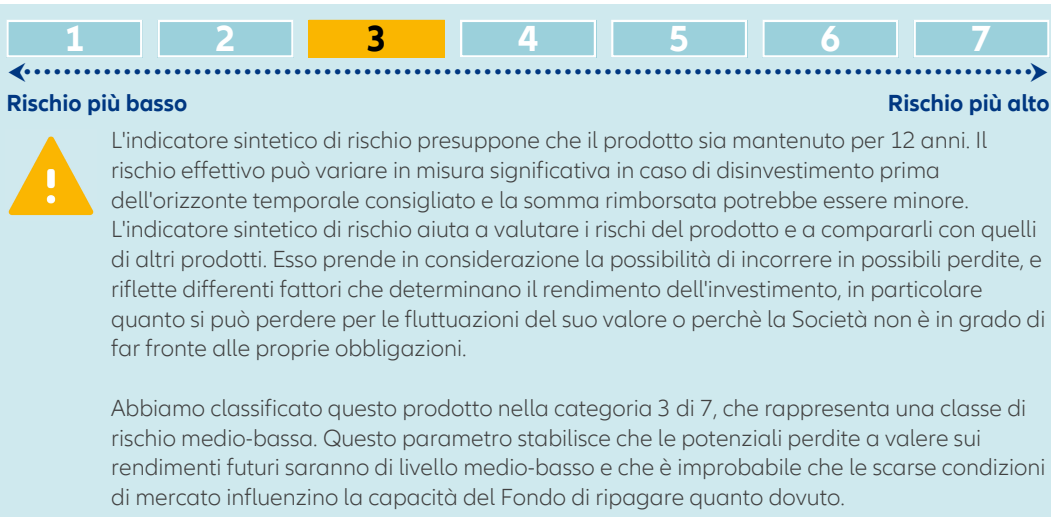 1 2 3 4 5 6 7
Rischio più basso Rischio più alto
L'indicatore sintetico di rischio presuppone che il prodotto sia mantenuto per 12 anni. Il
rischio effettivo può variare in misura significativa in caso di disinvestimento prima
dell'orizzonte temporale consigliato e la somma rimborsata potrebbe essere minore.
L'indicatore sintetico di rischio aiuta a valutare i rischi del prodotto e a compararli con quelli
di altri prodotti. Esso prende in considerazione la possibilità di incorrere in possibili perdite, e
riflette differenti fattori che determinano il rendimento dell'investimento, in particolare
quanto si può perdere per le fluttuazioni del suo valore o perchè la Società non è in grado di
far fronte alle proprie obbligazioni.
Abbiamo classificato questo prodotto nella categoria 3 di 7, che rappresenta una classe di
rischio medio-bassa. Questo parametro stabilisce che le potenziali perdite a valere sui
rendimenti futuri saranno di livello medio-basso e che è improbabile che le scarse condizioni
di mercato influenzino la capacità del Fondo di ripagare quanto dovuto.